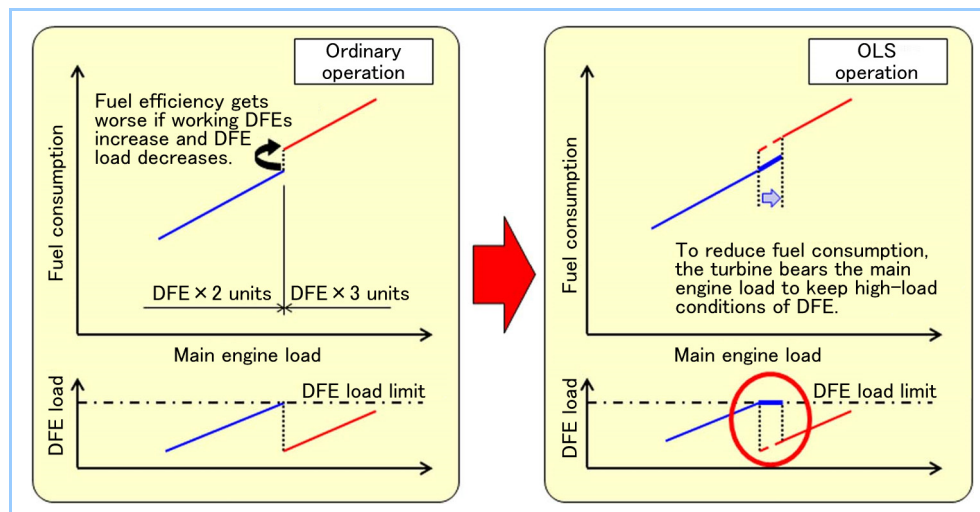 Ordinary
operation
Fuel efficiency gets
worse if working DFEs
increase and DFE
load decreases.
Fuel consumption
DFE×2 units
DFE×3 units
Main engine load
DFE load
DFE load limit
OLS
operation
Fuel consumption
To reduce fuel consumption,
the turbine bears the main
engine load to keep high-load
conditions of DFE.
Main engine load
DFE load
DFE load limit